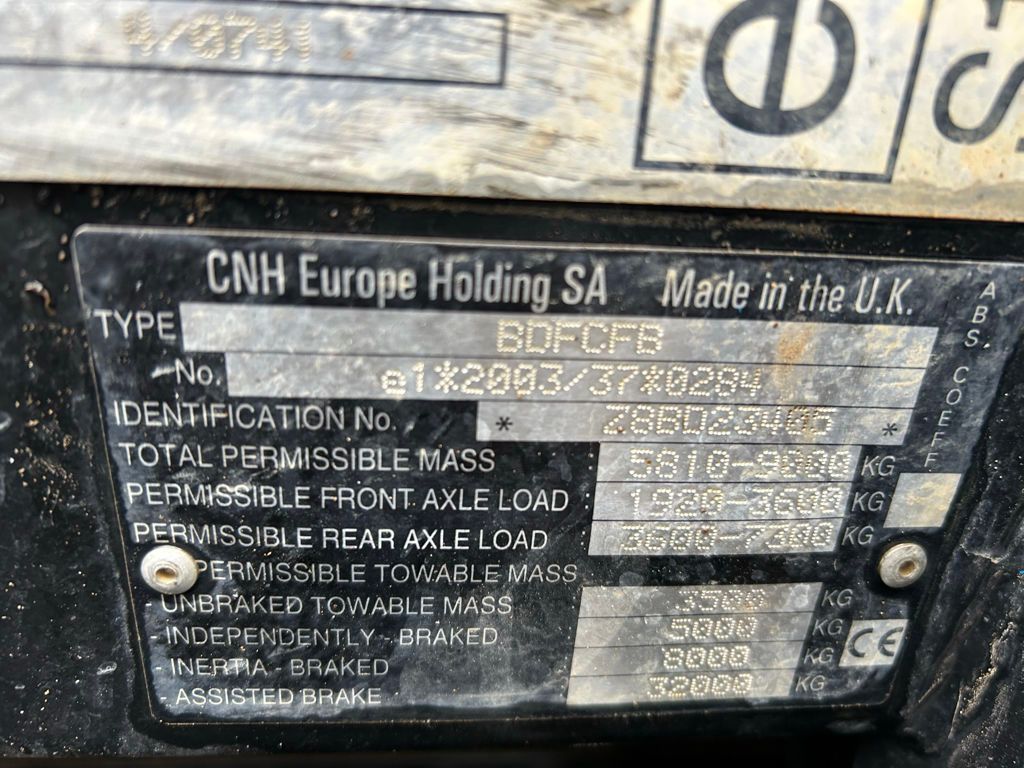 4/0741
e
CNH Europe Holding SA Made in the U.K.
TYPE BDFCFB
No. e1*2003/37*0284
IDENTIFICATION No. * Z8BD23405 *
TOTAL PERMISSIBLE MASS 5810-9000 KG
PERMISSIBLE FRONT AXLE LOAD : 1920-3600 KG
PERMISSIBLE REAR AXLE LOAD : 3600-7300 KG
PERMISSIBLE TOWABLE MASS
- UNBRAKED TOWABLE MASS 3500 KG
- INDEPENDENTLY - BRAKED : 5000 KG
- INERTIA - BRAKED 8000 KG
- ASSISTED BRAKE 32000 KG
CE
ABS. COEFF